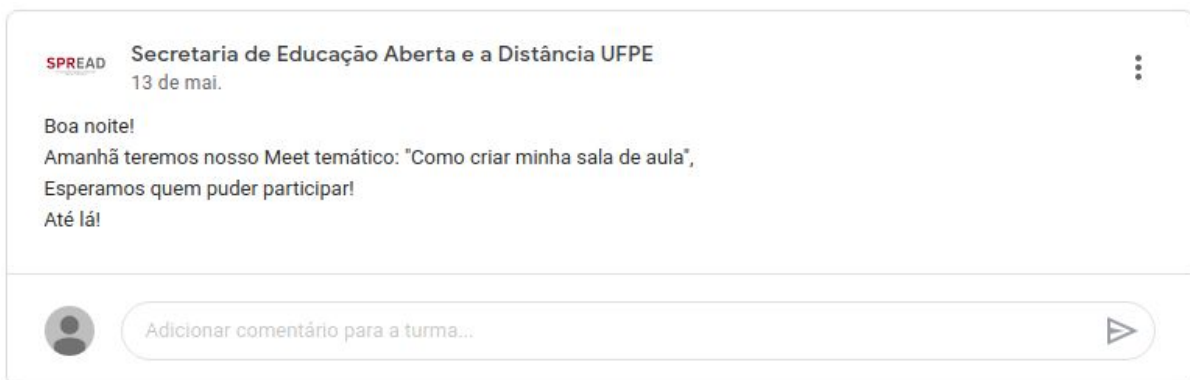 SPREAD
Secretaria de Educação Aberta e a Distância UFPE
13 de mai.
Boa noite!
Amanhã teremos nosso Meet temático: "Como criar minha sala de aula",
Esperamos quem puder participar!
Até lá!
Adicionar comentário para a turma...